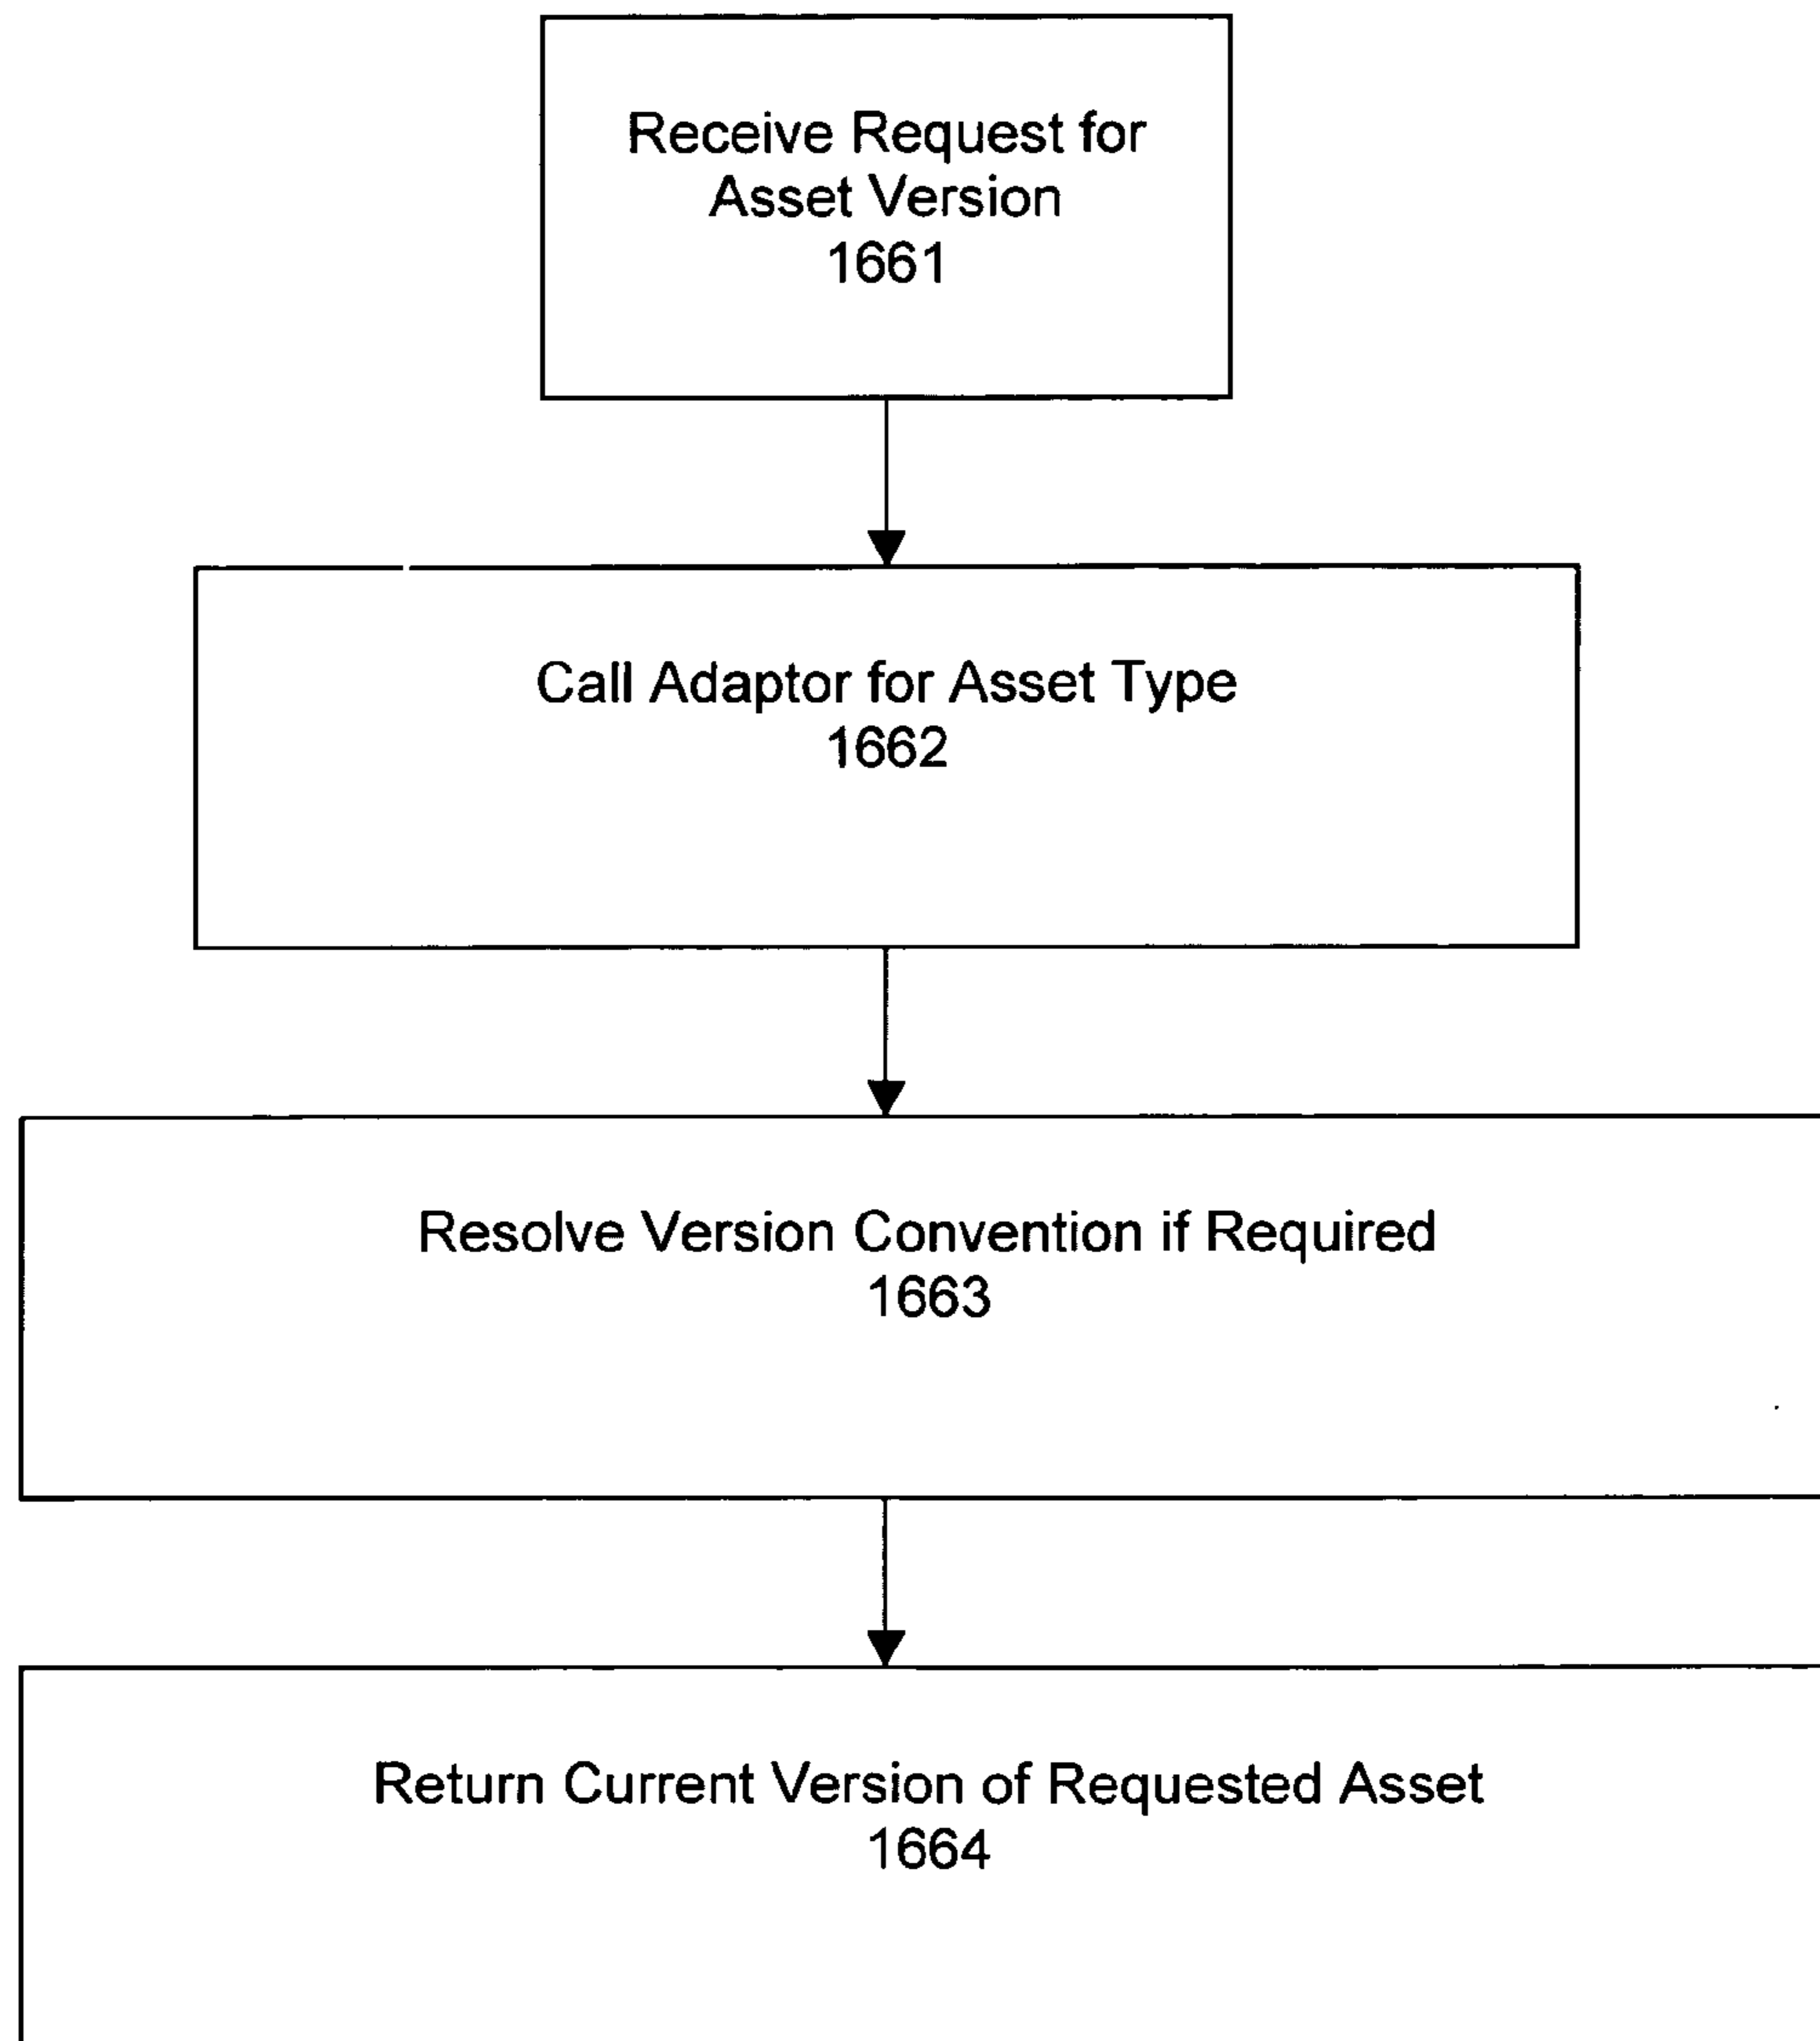 Receive Request for
Asset Version
1661
Call Adaptor for Asset Type
1662
Resolve Version Convention if Required
1663
Return Current Version of Requested Asset
1664